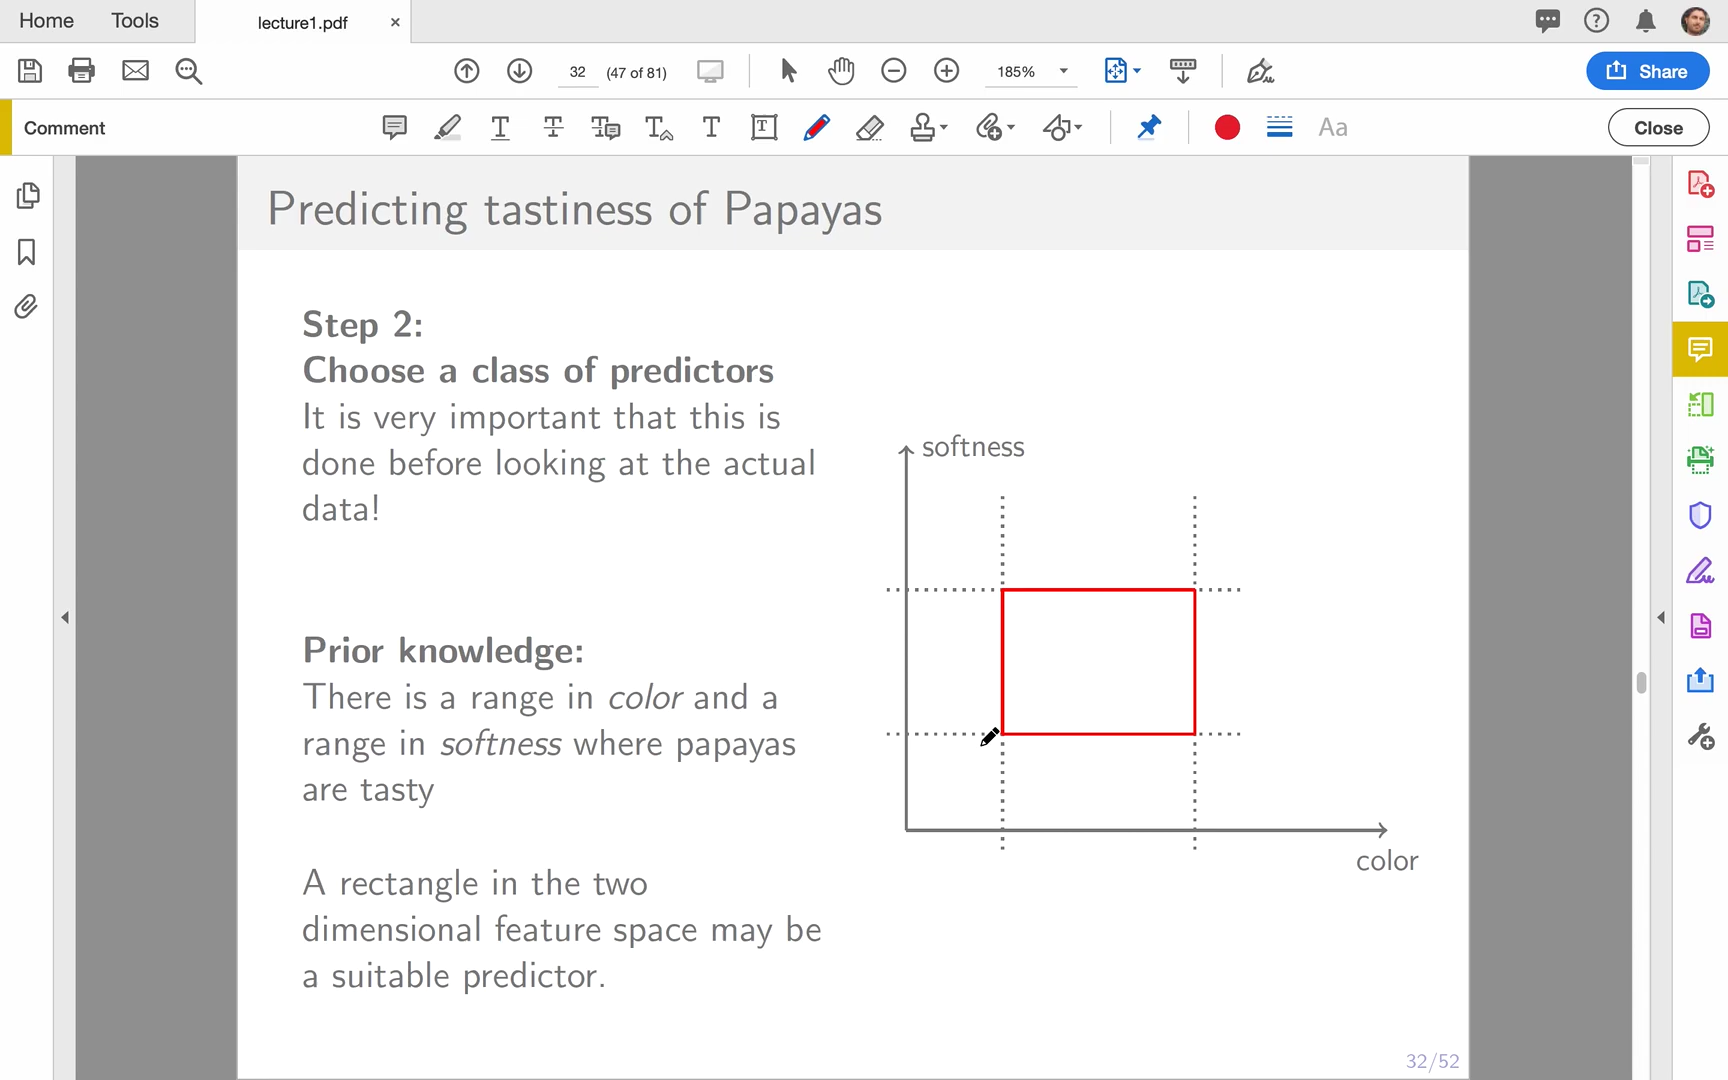 Home Tools lecture1.pdf ×
32 (47 of 81) 185% Share
Comment T T T T T T Aa Close
Predicting tastiness of Papayas
Step 2:
Choose a class of predictors
It is very important that this is
done before looking at the actual
data!
Prior knowledge:
There is a range in color and a
range in softness where papayas
are tasty
A rectangle in the two
dimensional feature space may be
a suitable predictor.
softness
color
32/52